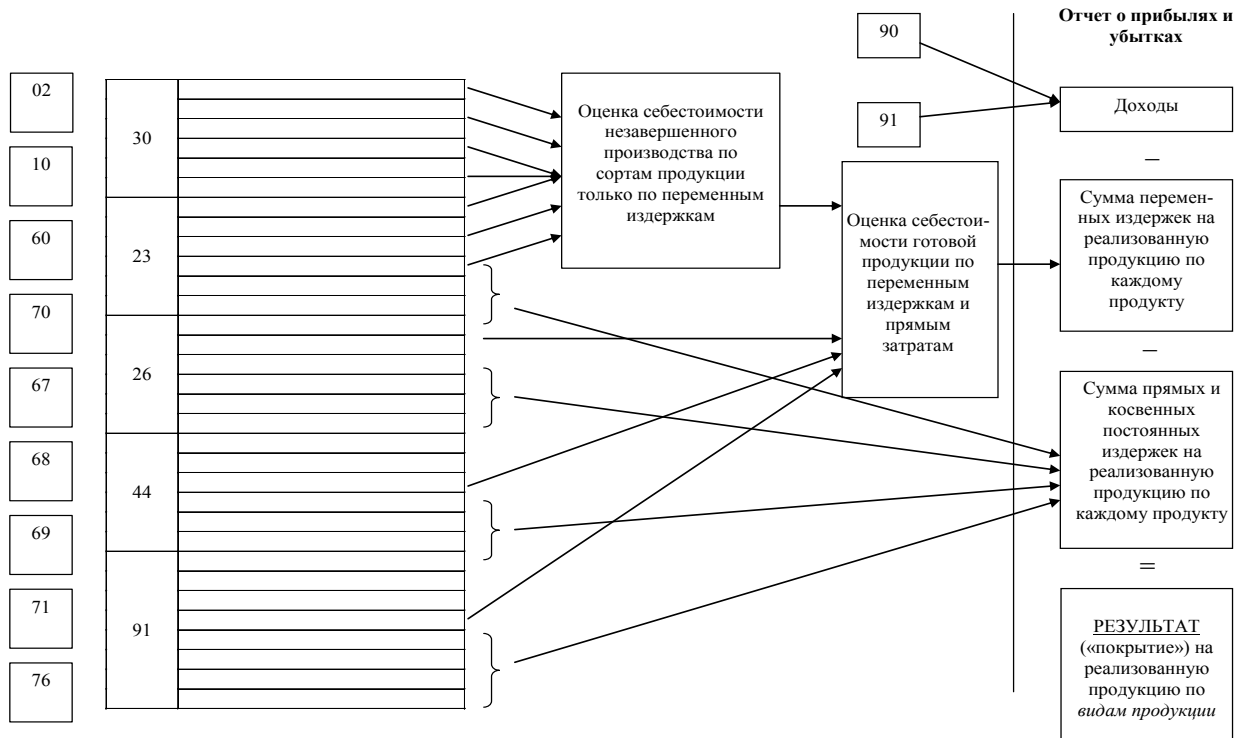 02
10
60
70
67
68
69
71
76
30
23
26
44
91
Оценка себестоимости
незавершенного
производства по
сортам продукции
только по переменным
издержкам
90
91
Оценка себестои-
мости готовой
продукции по
переменным
издержкам и
прямым
затратам
Отчет о прибылях и
убытках
Доходы
–
Сумма перемен-
ных издержек на
реализованную
продукцию по
каждому
продукту
–
Сумма прямых и
косвенных
постоянных
издержек на
реализованную
продукцию по
каждому продукту
=
РЕЗУЛЬТАТ
(«покрытие») на
реализованную
продукцию по
видам продукции